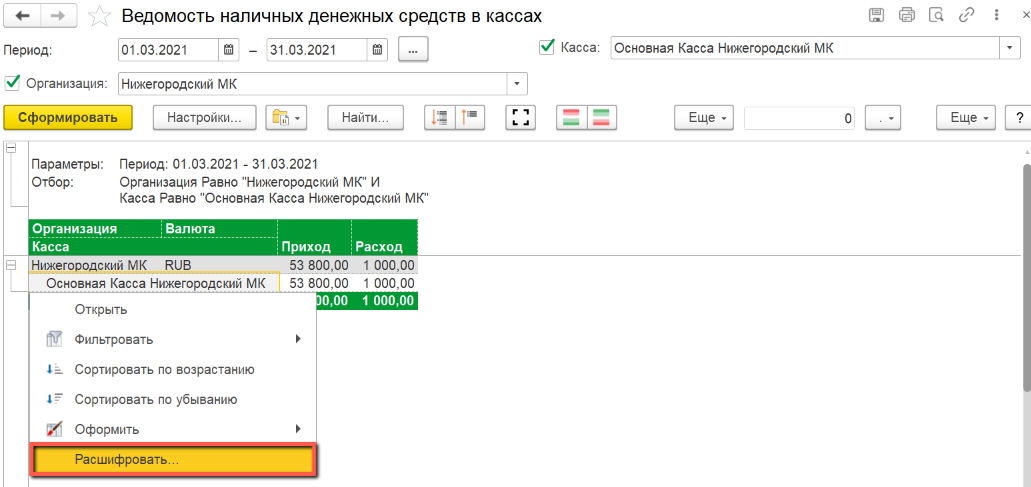 Ведомость наличных денежных средств в кассах
Период: 01.03.2021 – 31.03.2021 ... Касса: Основная Касса Нижегородский МК
Организация: Нижегородский МК
Сформировать Настройки... Найти... Еще 0 . Еще ?
Параметры: Период: 01.03.2021 - 31.03.2021
Отбор: Организация Равно "Нижегородский МК" И
Касса Равно "Основная Касса Нижегородский МК"
Организация Валюта
Касса Приход Расход
Нижегородский МК RUB 53 800,00 1 000,00
Основная Касса Нижегородский МК 53 800,00 1 000,00
00,00 1 000,00
Открыть
Фильтровать
Сортировать по возрастанию
Сортировать по убыванию
Оформить
Расшифровать...